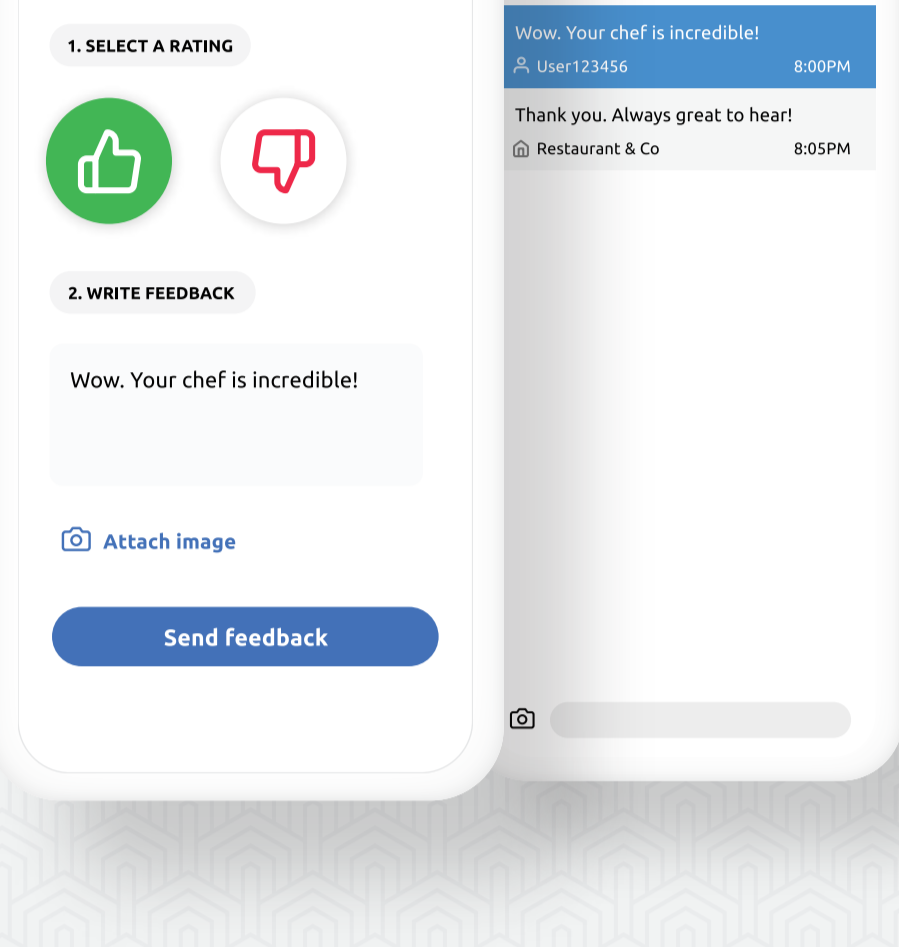 1. SELECT A RATING
2. WRITE FEEDBACK
Wow. Your chef is incredible!
Attach image
Send feedback
Wow. Your chef is incredible!
User123456 8:00PM
Thank you. Always great to hear!
Restaurant & Co 8:05PM